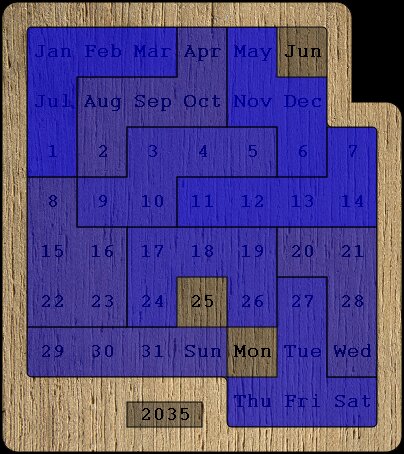 Jan Feb Mar Apr May Jun
Jul Aug Sep Oct Nov Dec
1 2 3 4 5 6 7
8 9 10 11 12 13 14
15 16 17 18 19 20 21
22 23 24 25 26 27 28
29 30 31 Sun Mon Tue Wed
Thu Fri Sat
2035